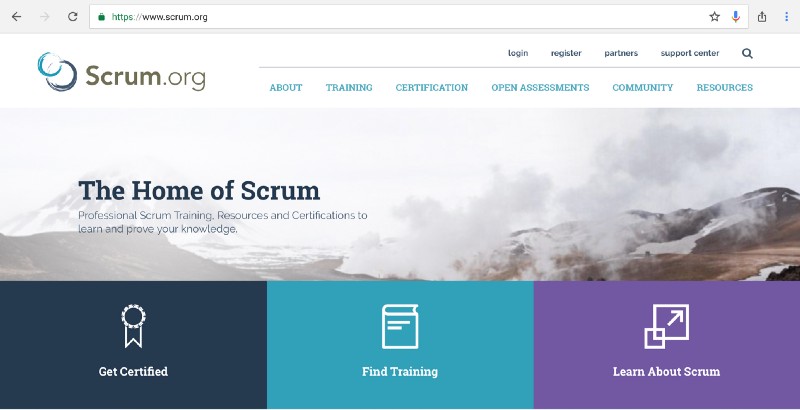 https://www.scrum.org
login register partners support center
Scrum.org
ABOUT TRAINING CERTIFICATION OPEN ASSESSMENTS COMMUNITY RESOURCES
The Home of Scrum
Professional Scrum Training, Resources and Certifications to
learn and prove your knowledge.
Get Certified
Find Training
Learn About Scrum